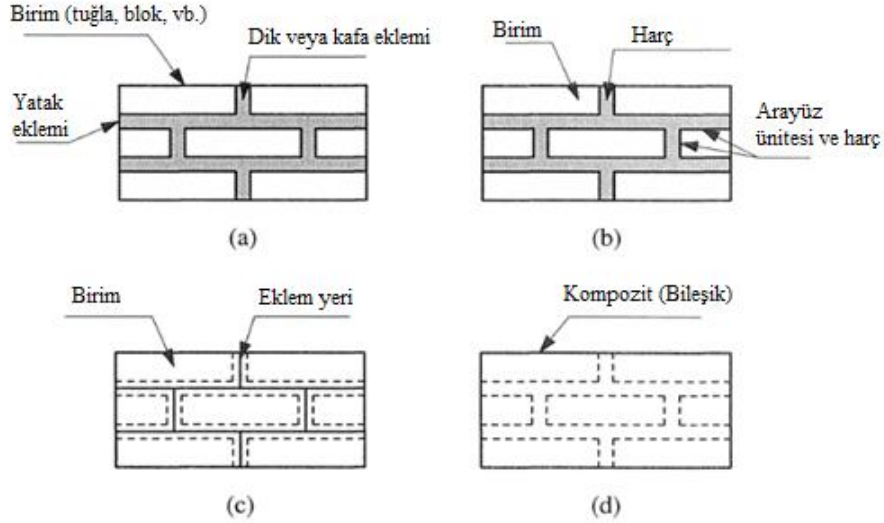 Birim (tuğla, blok, vb.)
Dik veya kafa eklemi
Yatak
eklemi
(a)
Birim
Harç
Arayüz
ünitesi ve harç
(b)
Birim
Eklem yeri
(c)
Kompozit (Bileşik)
(d)